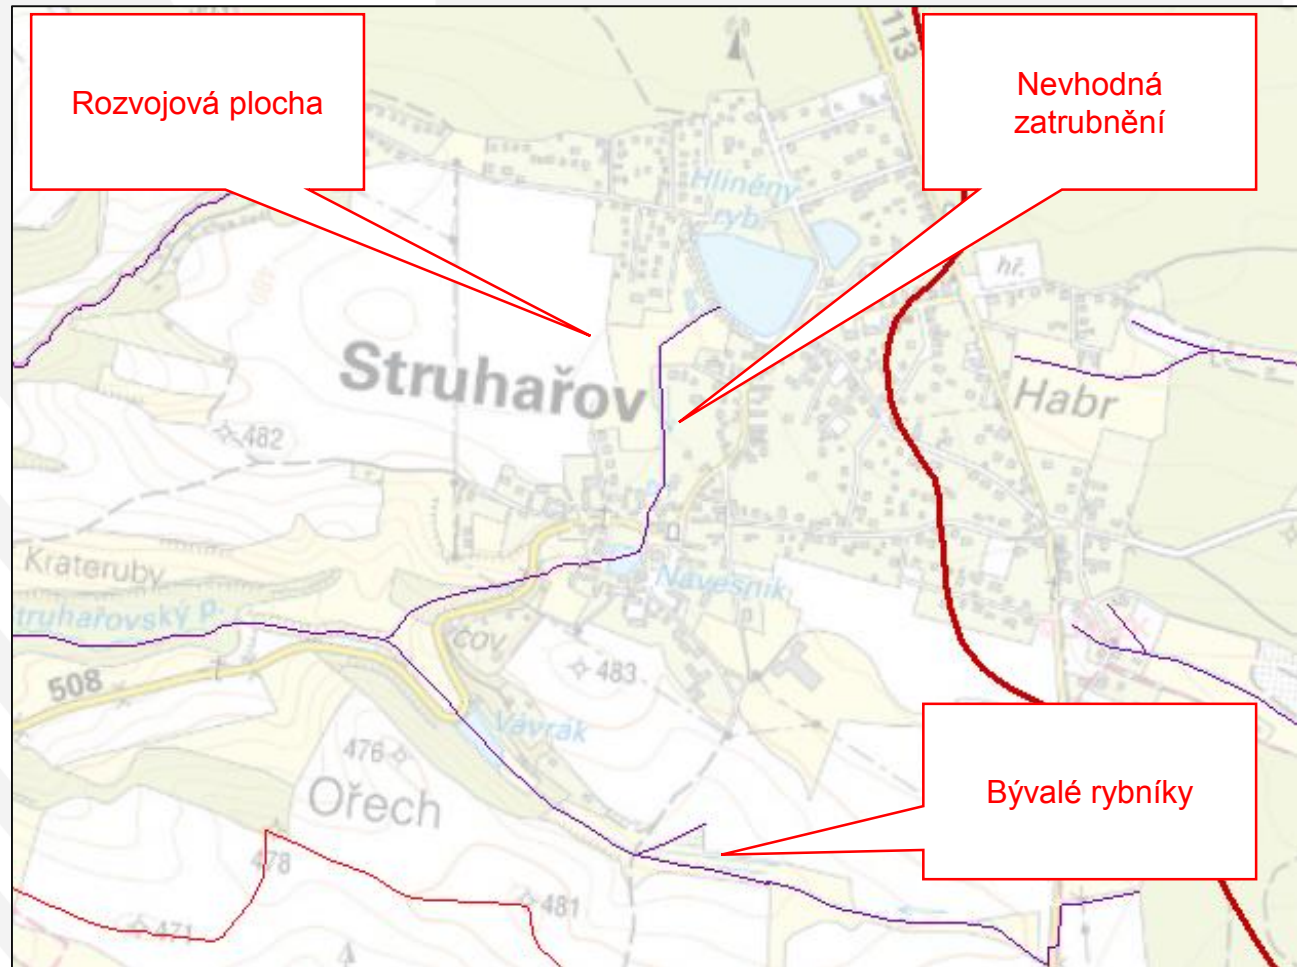 Rozvojová plocha
Nevhodná
zatrubnění
113
Hliněný
ryb.
hř.
Struhařov
Habr
482
Krateruby
Struhařovský p.
Návesník
ČOV
508
483
Vávrák
476
Ořech
Bývalé rybníky
478
481
471